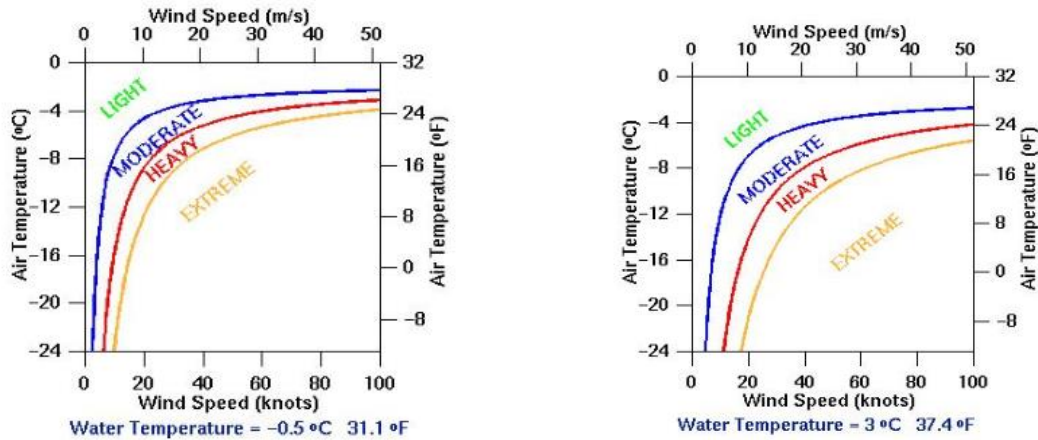 Wind Speed (m/s)
0 10 20 30 40 50
0 32
-4 24
-8 16
-12 8
-16 0
-20 -8
-24
Air Temperature (ºC)
Air Temperature (ºF)
LIGHT
MODERATE
HEAVY
EXTREME
0 20 40 60 80 100
Wind Speed (knots)
Water Temperature = -0.5 ºC 31.1 ºF
Wind Speed (m/s)
0 10 20 30 40 50
0 32
-4 24
-8 16
-12 8
-16 0
-20 -8
-24
Air Temperature (ºC)
Air Temperature (ºF)
LIGHT
MODERATE
HEAVY
EXTREME
0 20 40 60 80 100
Wind Speed (knots)
Water Temperature = 3 ºC 37.4 ºF